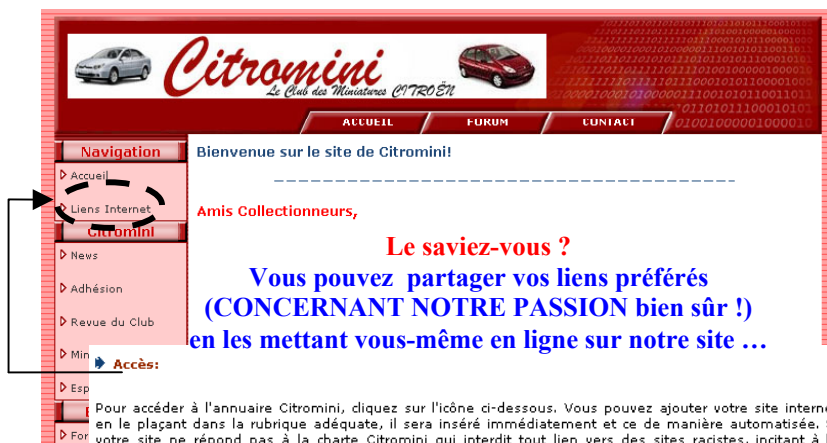 Citromini
Le Club des Miniatures CITROËN
ACCUEIL
FORUM
CONTACT
Navigation
Accueil
Liens Internet
Citromini
News
Adhésion
Revue du Club
Bienvenue sur le site de Citromini!
Amis Collectionneurs,
Le saviez-vous ?
Vous pouvez partager vos liens préférés
(CONCERNANT NOTRE PASSION bien sûr !)
en les mettant vous-même en ligne sur notre site …
Min
Accès:
Esp
Pour accéder à l'annuaire Citromini, cliquez sur l'icône ci-dessous. Vous pouvez ajouter votre site interne
en le plaçant dans la rubrique adéquate, il sera inséré immédiatement et ce de manière automatisée.
For
votre site ne répond pas à la charte Citromini qui interdit tout lien vers des sites racistes, incitant à